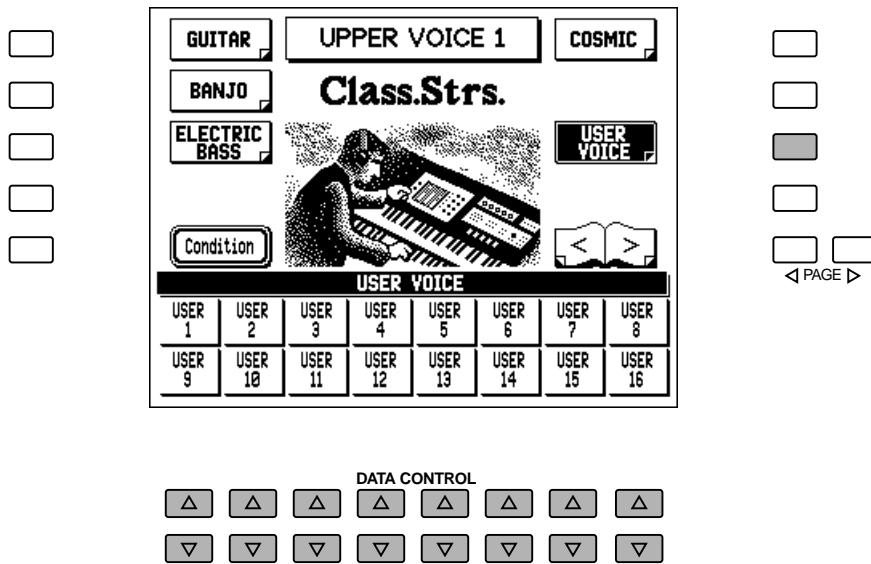 GUITAR
UPPER VOICE 1
COSMIC
BANJO
Class.Strs.
ELECTRIC
BASS
USER
VOICE
Condition
< >
PAGE
USER VOICE
USER 1 USER 2 USER 3 USER 4 USER 5 USER 6 USER 7 USER 8
USER 9 USER 10 USER 11 USER 12 USER 13 USER 14 USER 15 USER 16
DATA CONTROL